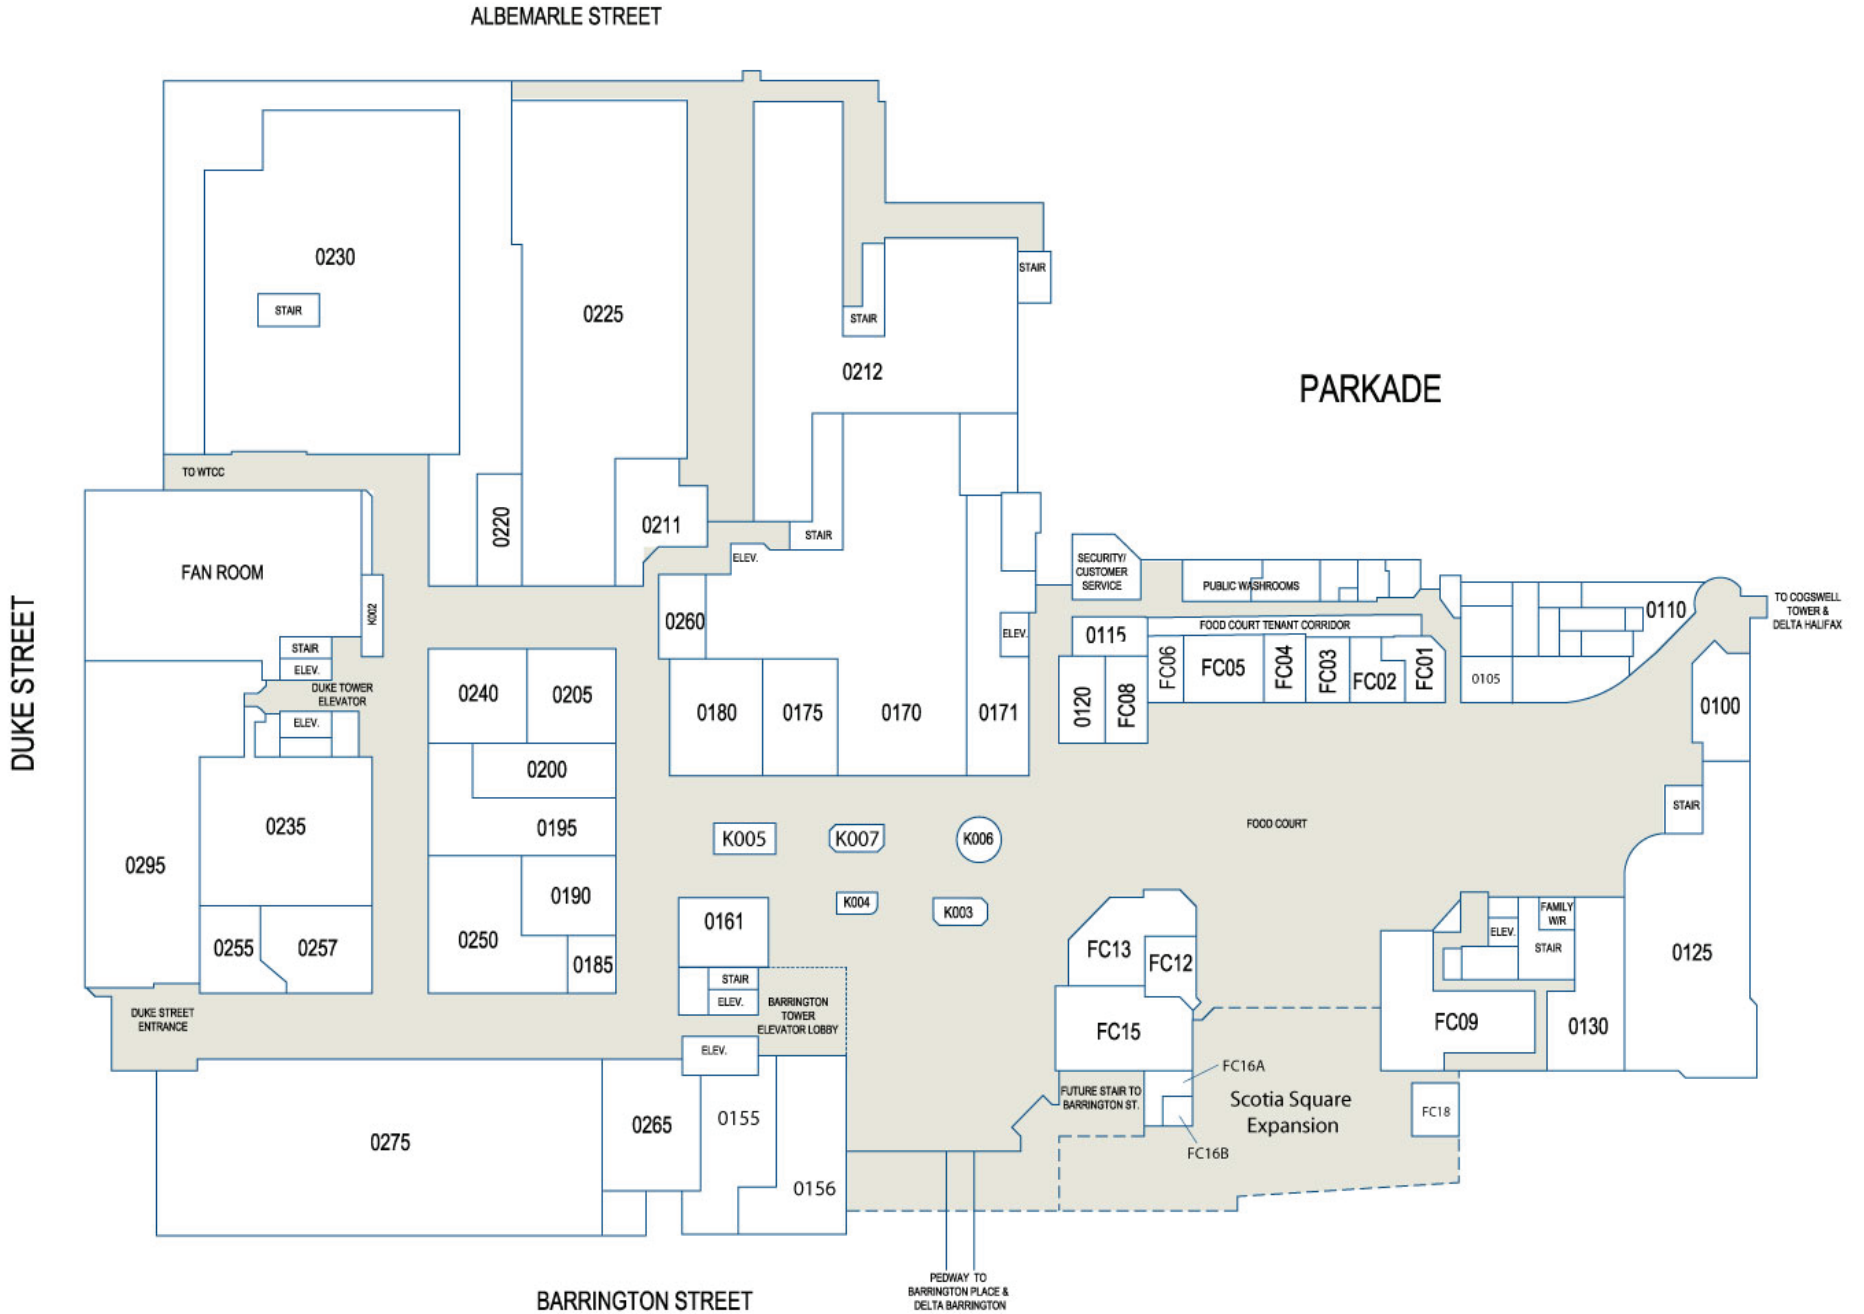 ALBEMARLE STREET
0230
STAIR
0225
STAIR
STAIR
0212
PARKADE
TO WTCC
0220
0211
STAIR
ELEV.
FAN ROOM
K002
SECURITY/
CUSTOMER
SERVICE
PUBLIC WASHROOMS
0110
TO COGSWELL
TOWER &
DELTA HALIFAX
0260
ELEV.
0115
FOOD COURT TENANT CORRIDOR
STAIR
ELEV.
DUKE TOWER
ELEVATOR
ELEV.
DUKE STREET
0240
0205
0180
0175
0170
0171
0120
FC08
FC06
FC05
FC04
FC03
FC02
FC01
0105
0100
0200
0235
0195
K005
K007
K006
FOOD COURT
STAIR
0295
0190
K004
K003
0161
0250
0185
0255
0257
STAIR
ELEV.
BARRINGTON
TOWER
ELEVATOR LOBBY
FC13
FC12
ELEV.
FAMILY
W/R
STAIR
0125
DUKE STREET
ENTRANCE
FC15
FC09
0130
ELEV.
FC16A
FUTURE STAIR TO
BARRINGTON ST.
Scotia Square
Expansion
FC18
0275
0265
0155
FC16B
0156
PEDWAY TO
BARRINGTON PLACE &
DELTA BARRINGTON
BARRINGTON STREET